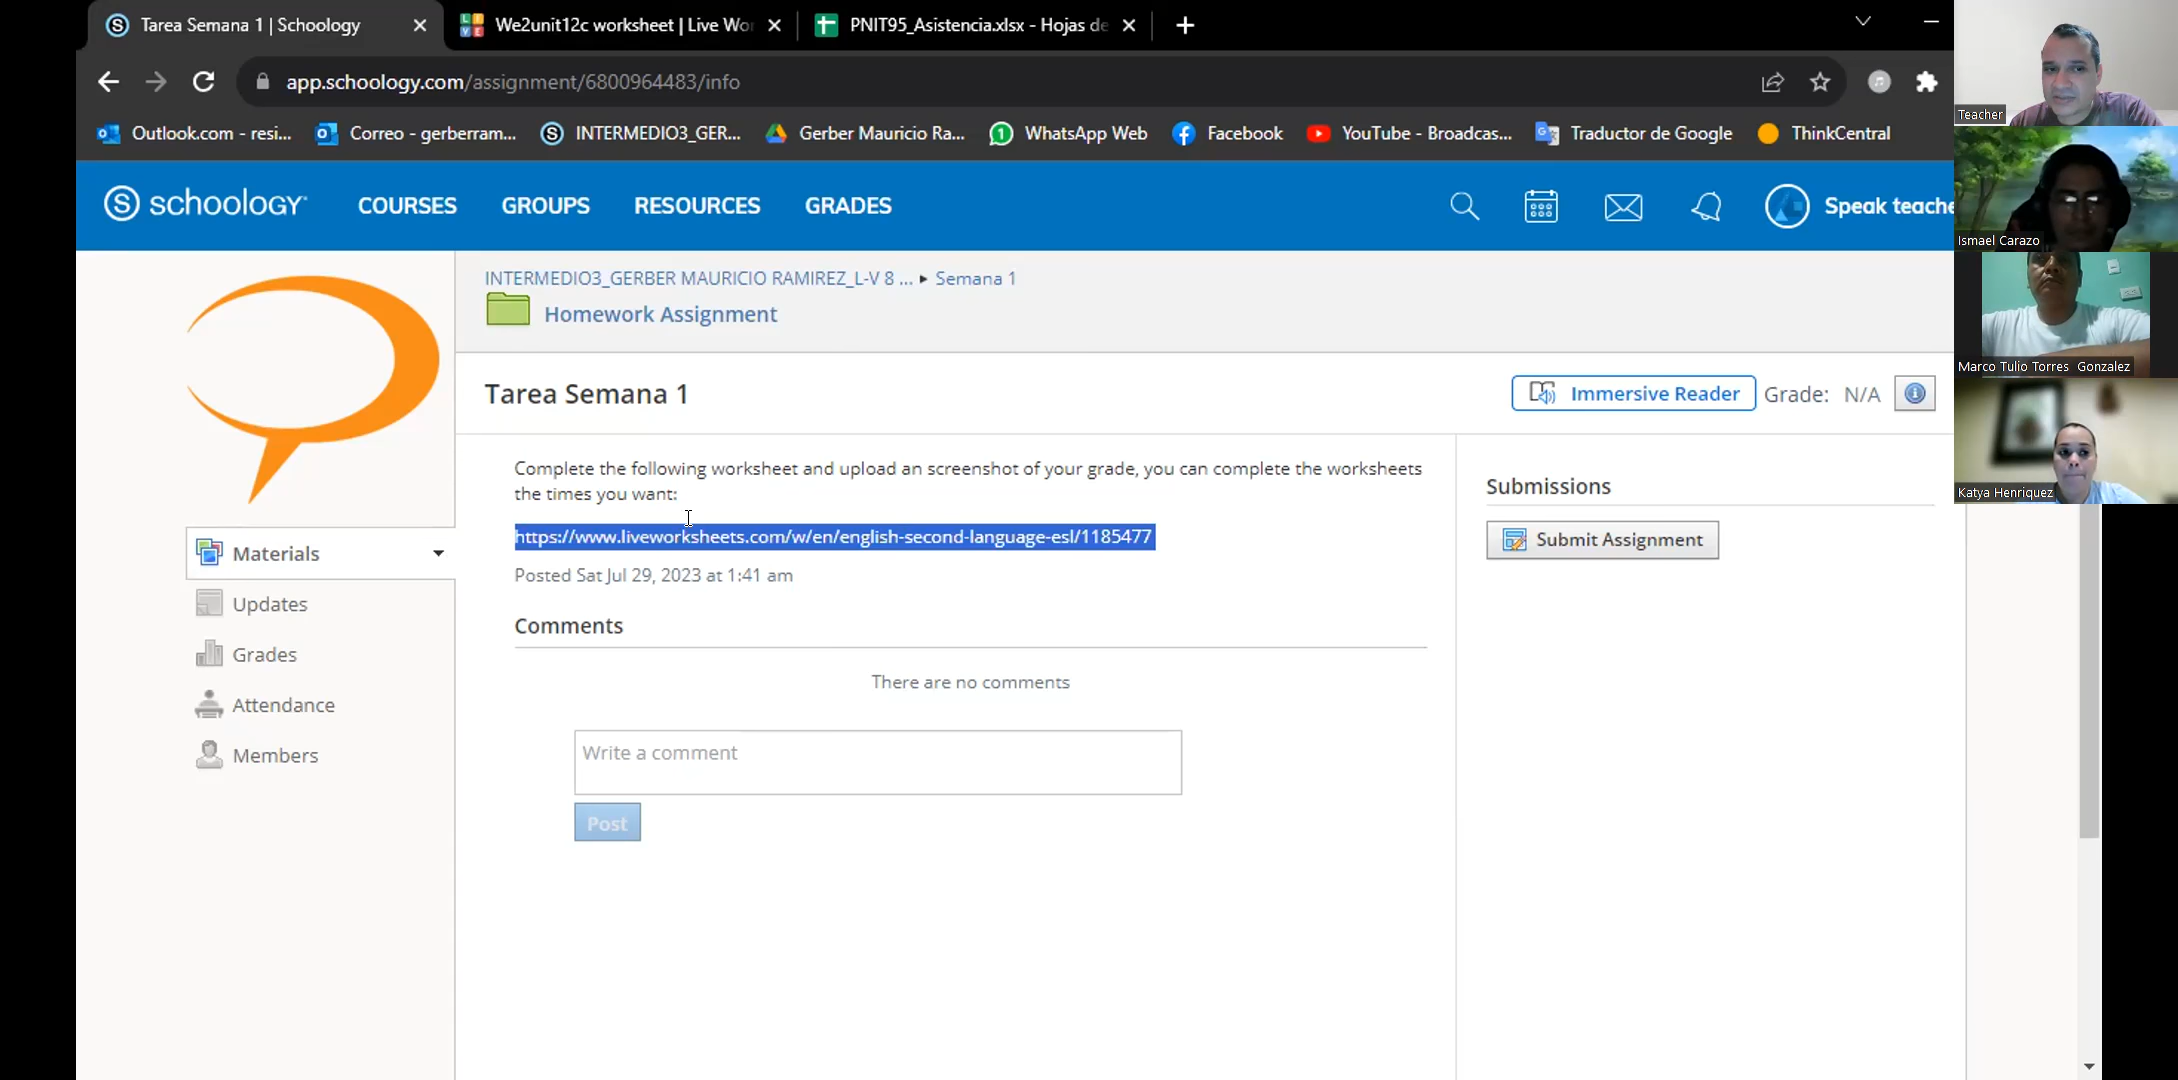 Tarea Semana 1 | Schoology
We2unit12c worksheet | Live Wo
PNIT95_Asistencia.xlsx - Hojas de
app.schoology.com/assignment/6800964483/info
Outlook.com - resi...
Correo - gerberram...
INTERMEDIO3_GER...
Gerber Mauricio Ra...
WhatsApp Web
Facebook
YouTube - Broadcas...
Traductor de Google
ThinkCentral
Teacher
Ismael Carazo
Marco Tulio Torres Gonzalez
Katya Henriquez
schoology
COURSES
GROUPS
RESOURCES
GRADES
Speak teache
INTERMEDIO3_GERBER MAURICIO RAMIREZ_L-V 8 ... ▸ Semana 1
Homework Assignment
Tarea Semana 1
Immersive Reader
Grade: N/A
Complete the following worksheet and upload an screenshot of your grade, you can complete the worksheets
the times you want:
https://www.liveworksheets.com/w/en/english-second-language-esl/1185477
Posted Sat Jul 29, 2023 at 1:41 am
Submissions
Submit Assignment
Materials
Updates
Grades
Attendance
Members
Comments
There are no comments
Write a comment
Post